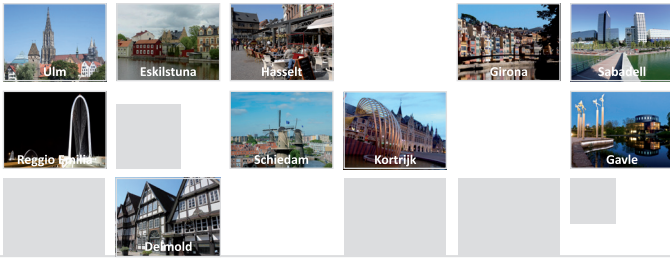 Ulm
Eskilstuna
Hasselt
Girona
Sabadell
Reggio Emilia
Schiedam
Kortrijk
Gavle
Detmold